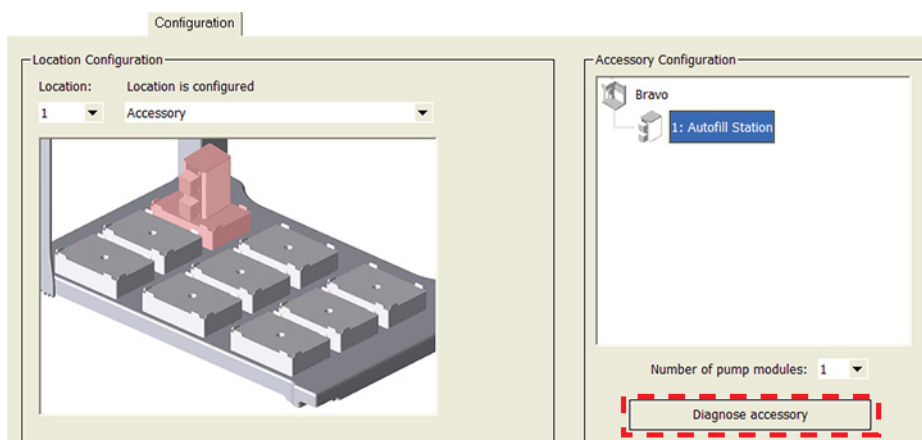 Configuration
Location Configuration
Location:
Location is configured
1
Accessory
Accessory Configuration
Bravo
1: Autofill Station
Number of pump modules: 1
Diagnose accessory